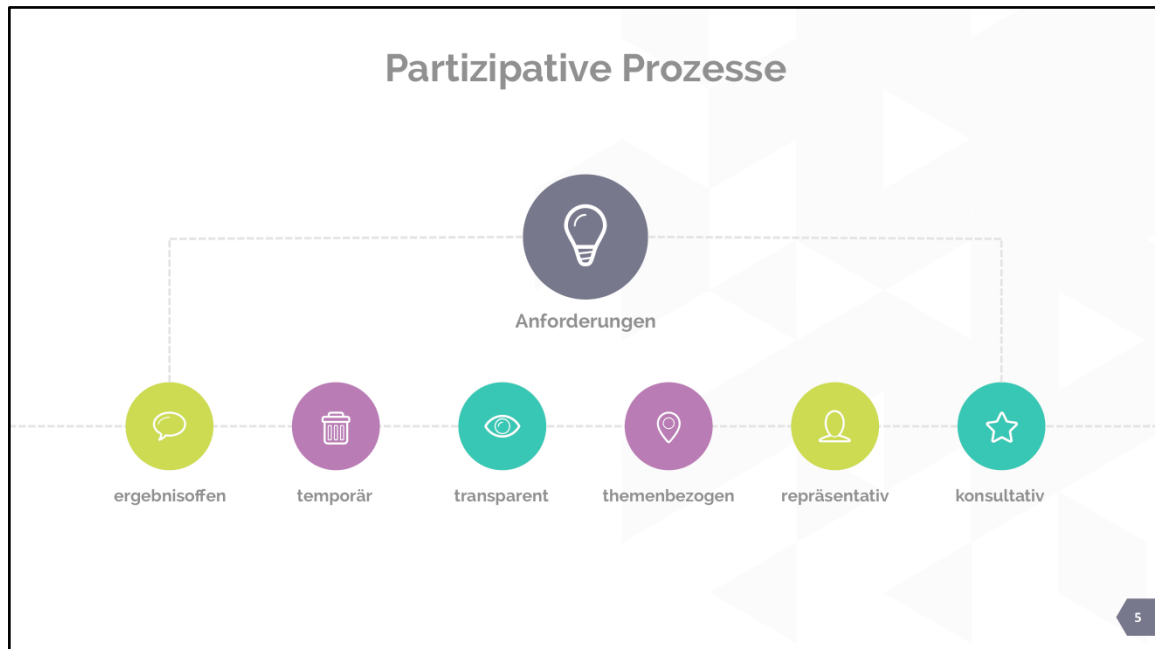 Partizipative Prozesse
Anforderungen
ergebnisoffen
temporär
transparent
themenbezogen
repräsentativ
konsultativ
5